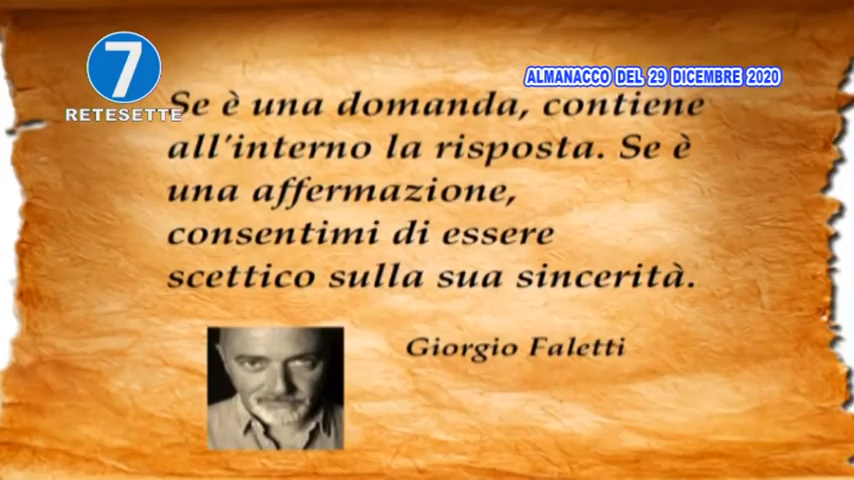 7
RETESETTE
ALMANACCO DEL 29 DICEMBRE 2020
Se è una domanda, contiene
all'interno la risposta. Se è
una affermazione,
consentimi di essere
scettico sulla sua sincerità.
Giorgio Faletti